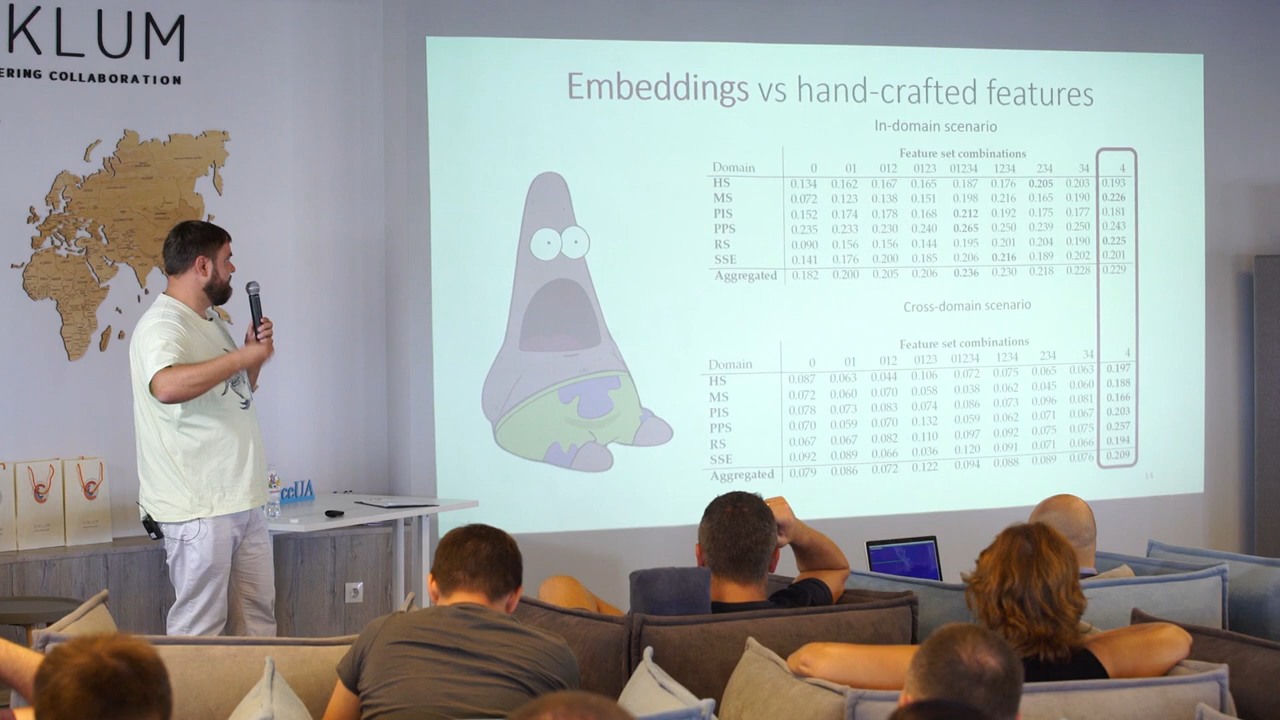 KLUM
ERING COLLABORATION
Embeddings vs hand-crafted features
In-domain scenario
Feature set combinations
Domain 0 01 012 0123 01234 1234 234 34 4
HS 0.134 0.162 0.167 0.165 0.187 0.176 0.205 0.203 0.193
MS 0.072 0.123 0.138 0.151 0.198 0.216 0.165 0.190 0.226
PIS 0.152 0.174 0.178 0.168 0.212 0.192 0.175 0.177 0.181
PPS 0.235 0.233 0.230 0.240 0.265 0.250 0.239 0.250 0.243
RS 0.090 0.156 0.156 0.144 0.195 0.201 0.204 0.190 0.225
SSE 0.141 0.176 0.200 0.185 0.206 0.216 0.189 0.202 0.201
Aggregated 0.182 0.200 0.205 0.206 0.236 0.230 0.218 0.228 0.229
Cross-domain scenario
Feature set combinations
Domain 0 01 012 0123 01234 1234 234 34 4
HS 0.087 0.063 0.044 0.106 0.072 0.075 0.065 0.063 0.197
MS 0.072 0.060 0.070 0.058 0.038 0.062 0.045 0.060 0.188
PIS 0.078 0.073 0.083 0.074 0.086 0.073 0.096 0.081 0.166
PPS 0.070 0.059 0.070 0.132 0.059 0.062 0.071 0.067 0.203
RS 0.067 0.067 0.082 0.110 0.097 0.092 0.075 0.075 0.257
SSE 0.092 0.089 0.066 0.036 0.120 0.091 0.071 0.066 0.194
Aggregated 0.079 0.086 0.072 0.122 0.094 0.088 0.089 0.076 0.209
14
ccUA